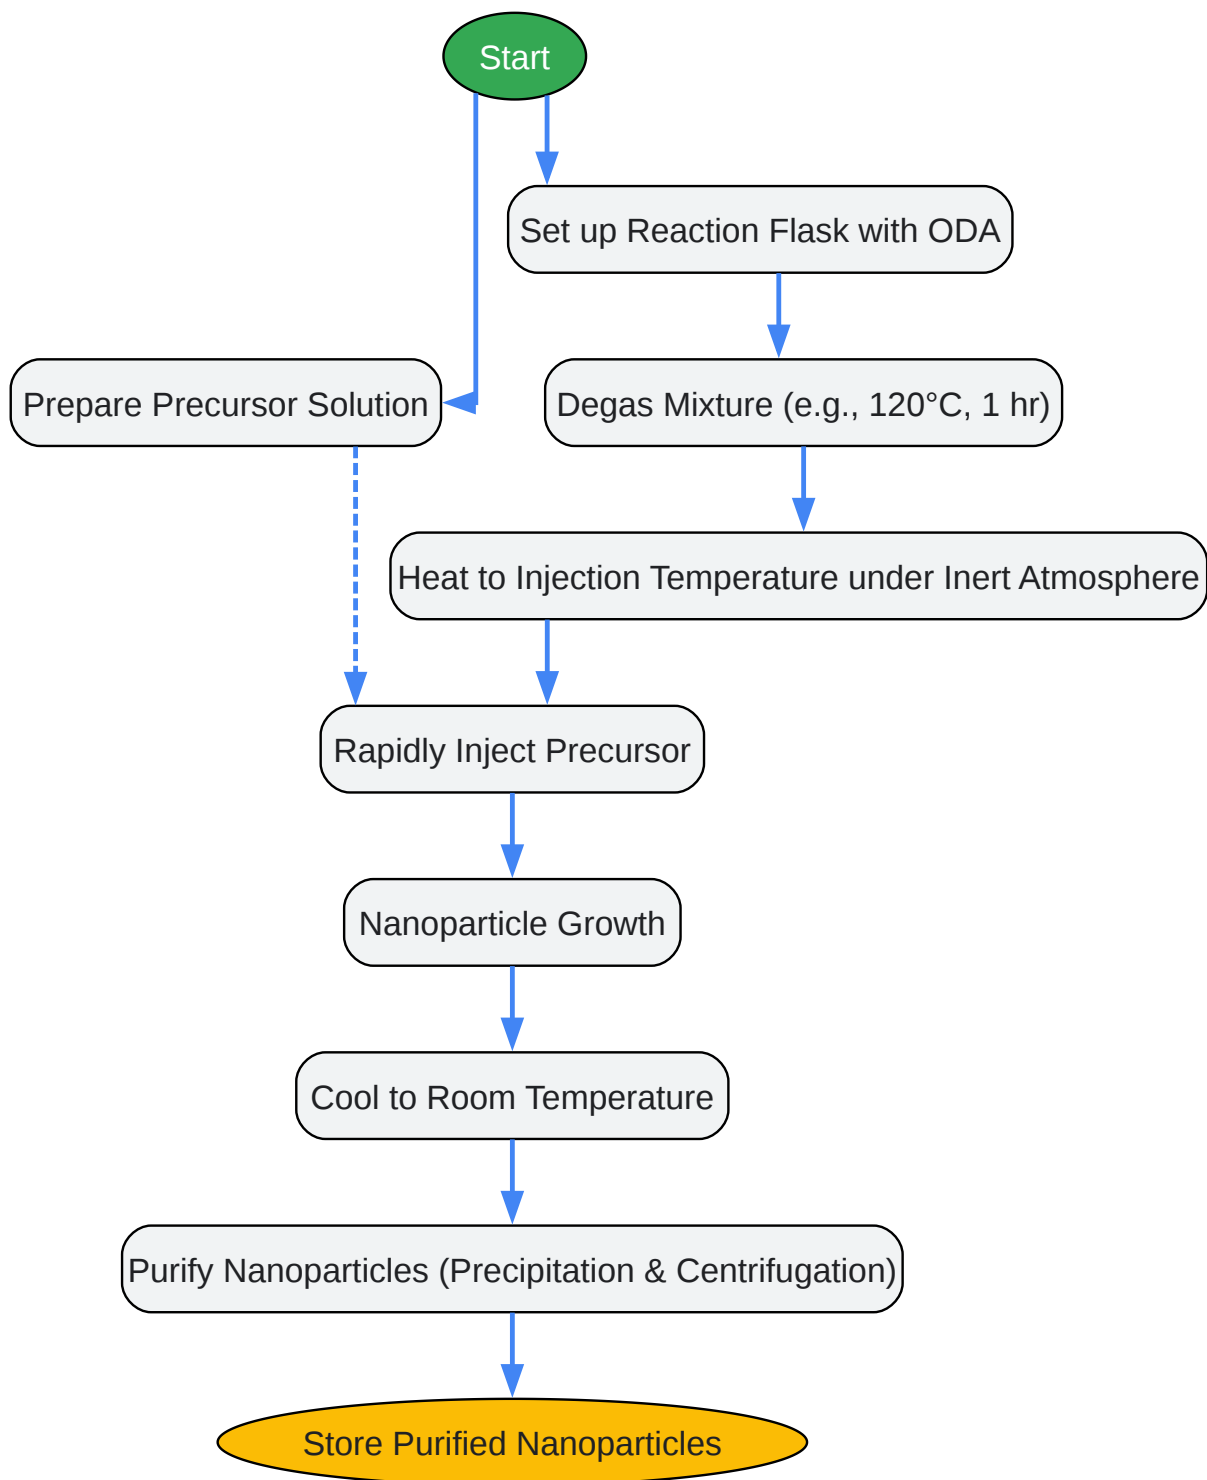 Start
Set up Reaction Flask with ODA
Prepare Precursor Solution
Degas Mixture (e.g., 120°C, 1 hr)
Heat to Injection Temperature under Inert Atmosphere
Rapidly Inject Precursor
Nanoparticle Growth
Cool to Room Temperature
Purify Nanoparticles (Precipitation & Centrifugation)
Store Purified Nanoparticles